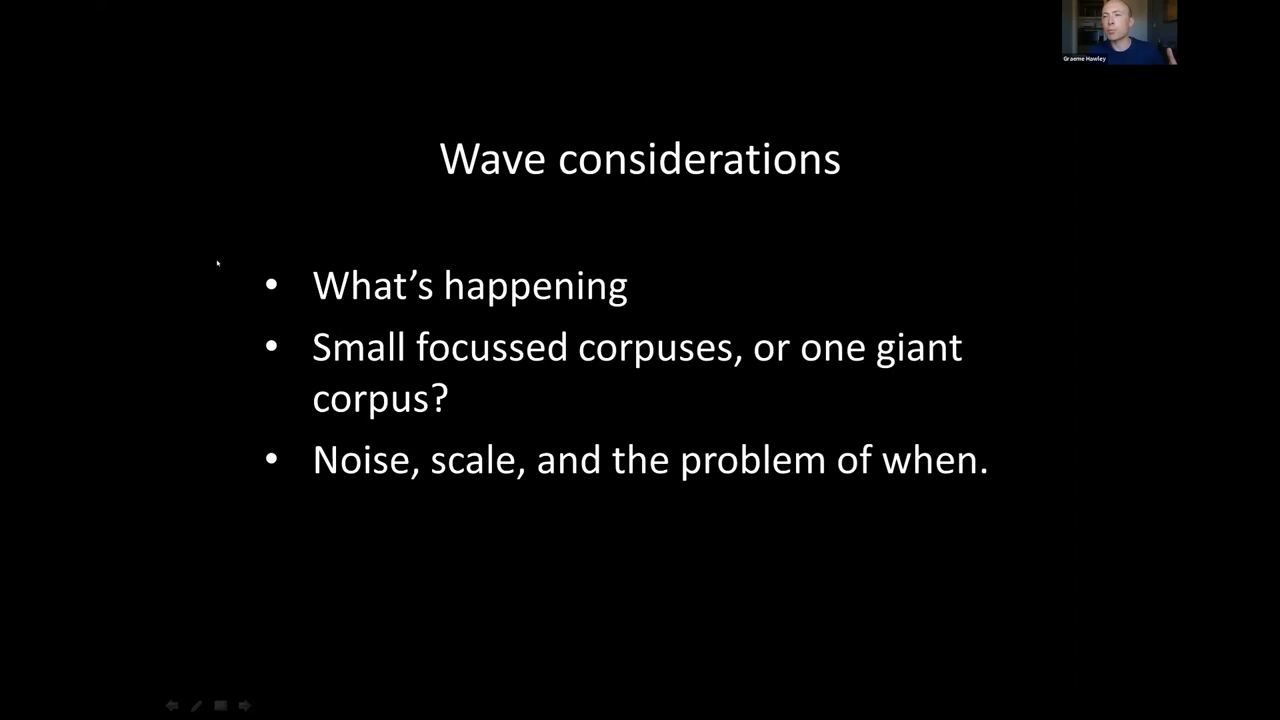 Graeme Hawley
Wave considerations
• What’s happening
• Small focussed corpuses, or one giant
corpus?
• Noise, scale, and the problem of when.